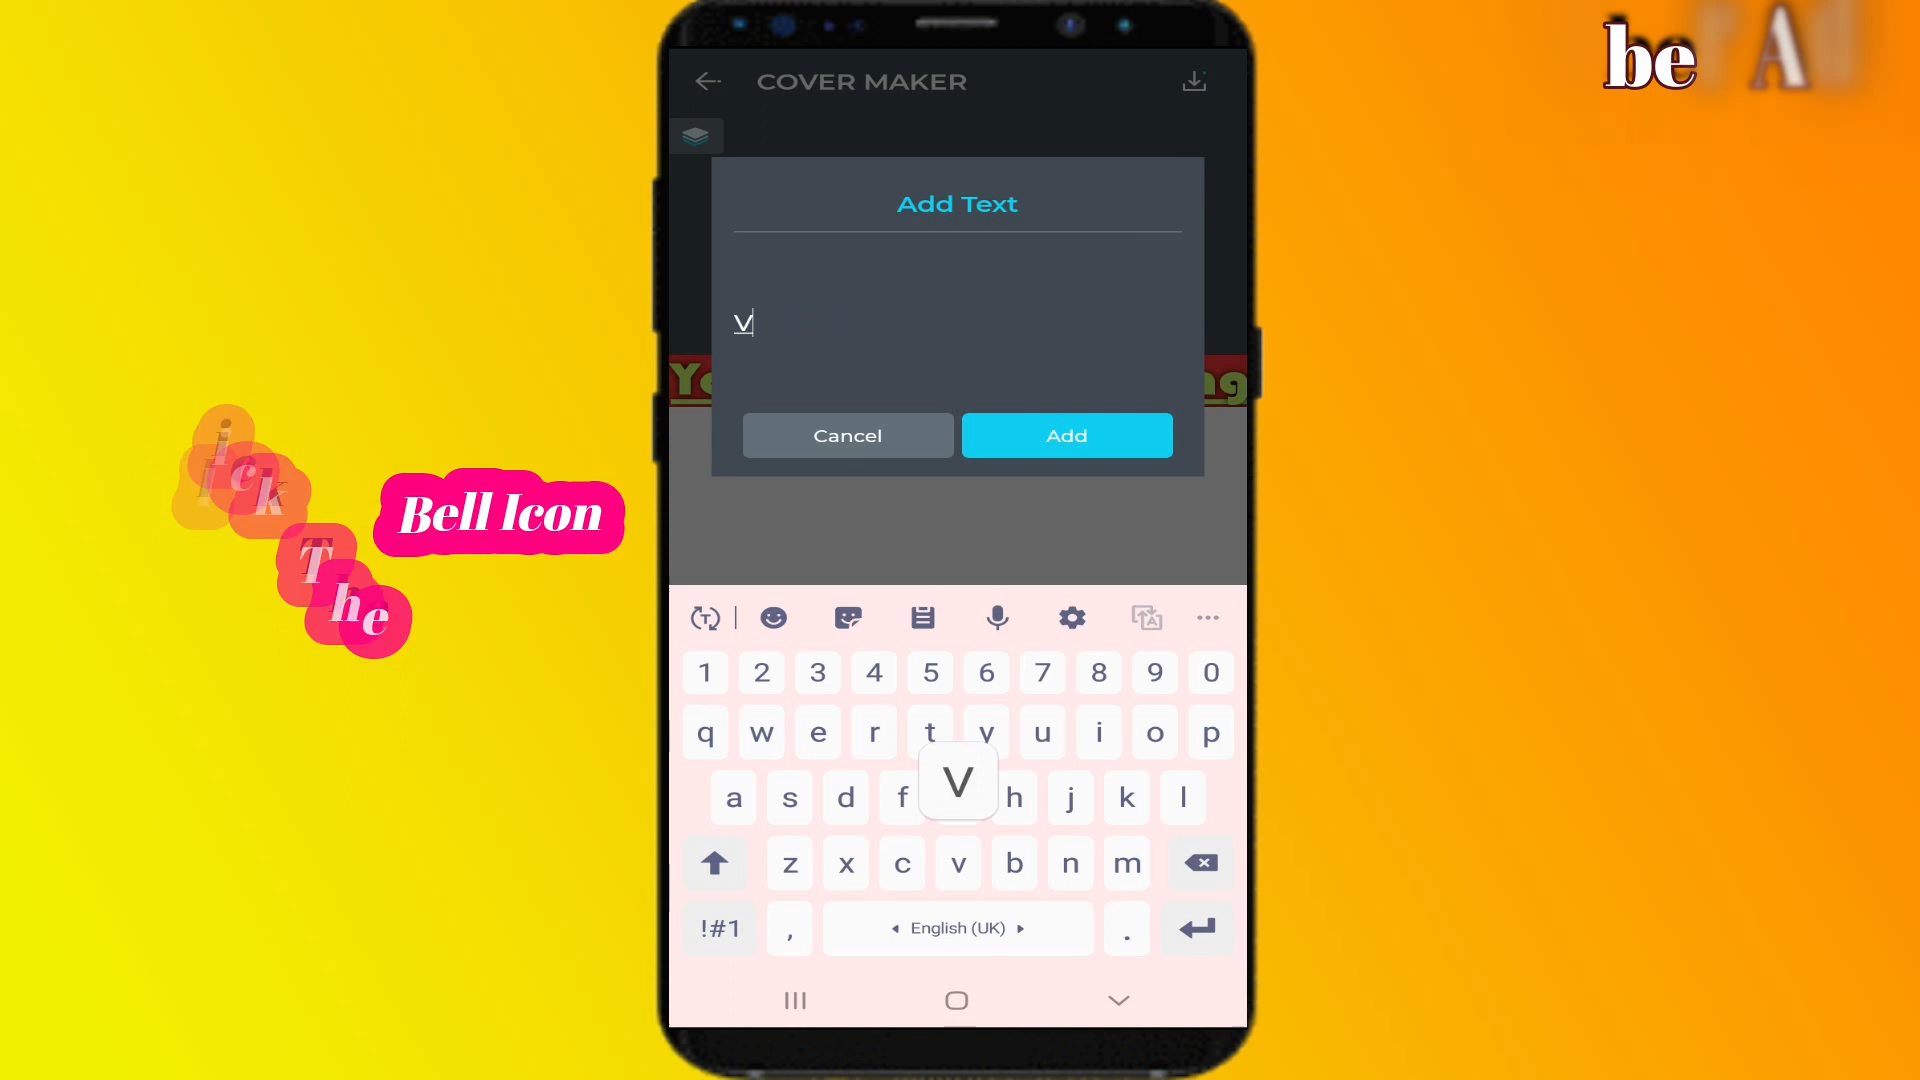 be
COVER MAKER
Add Text
V
Cancel
Add
Bell Icon
ick
The
1 2 3 4 5 6 7 8 9 0
q w e r t y u i o p
a s d f V h j k l
z x c v b n m
!#1 , English (UK) .